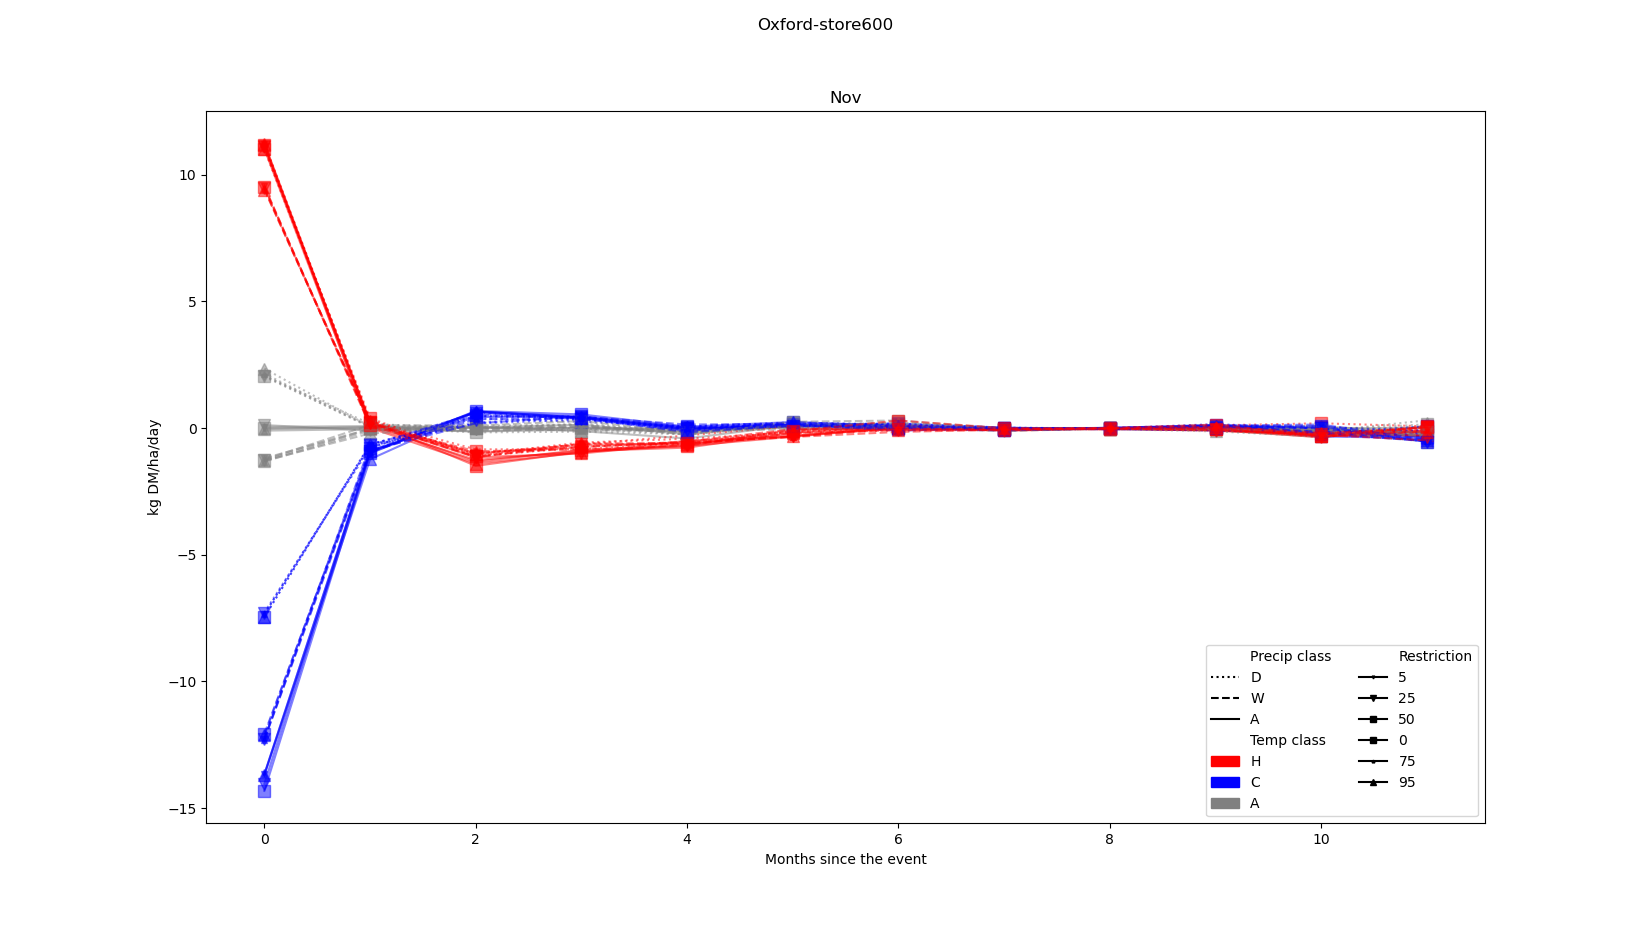 Oxford-store600
Nov
10
5
0
−5
−10
−15
kg DM/ha/day
0
2
4
6
8
10
Months since the event
Precip class
D
W
A
Temp class
H
C
A
Restriction
5
25
50
0
75
95